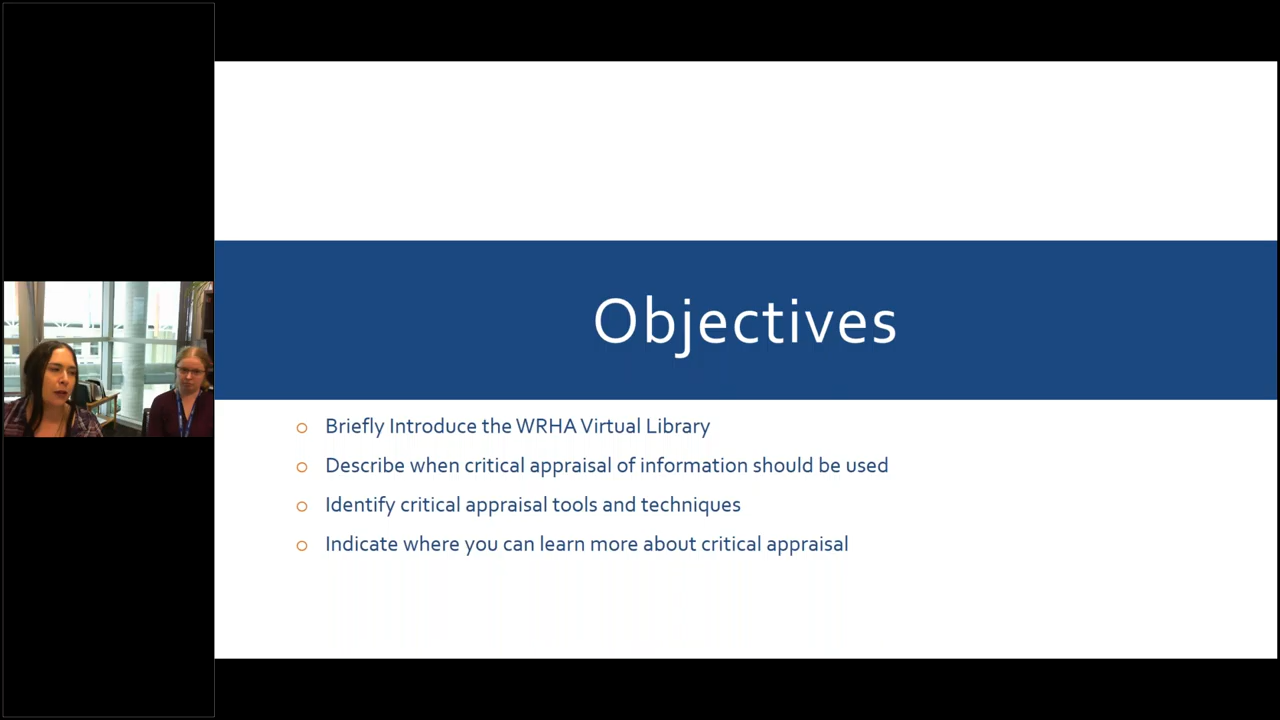 Objectives
Briefly Introduce the WRHA Virtual Library
Describe when critical appraisal of information should be used
Identify critical appraisal tools and techniques
Indicate where you can learn more about critical appraisal